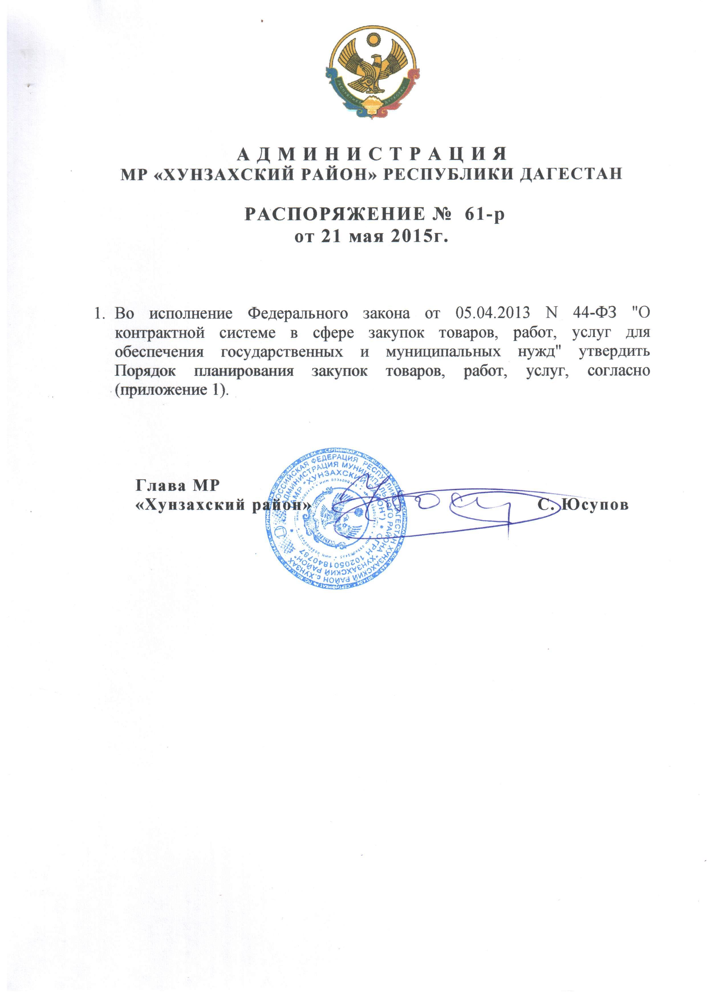 РЕСПУБЛИКА ДАГЕСТАН
А Д М И Н И С Т Р А Ц И Я
МР «ХУНЗАХСКИЙ РАЙОН» РЕСПУБЛИКИ ДАГЕСТАН
РАСПОРЯЖЕНИЕ № 61-р
от 21 мая 2015г.
1. Во исполнение Федерального закона от 05.04.2013 N 44-ФЗ "О
контрактной системе в сфере закупок товаров, работ, услуг для
обеспечения государственных и муниципальных нужд" утвердить
Порядок планирования закупок товаров, работ, услуг, согласно
(приложение 1).
Глава МР
«Хунзахский район»
С. Юсупов
РОССИЙСКАЯ ФЕДЕРАЦИЯ РЕСПУБЛИКА ДАГЕСТАН ХУНЗАХСКИЙ РАЙОН с.ХУНЗАХ
АДМИНИСТРАЦИЯ МУНИЦИПАЛЬНОГО РАЙОНА "ХУНЗАХСКИЙ РАЙОН"
(АМР "ХУНЗАХСКИЙ РАЙОН") * ОГРН 1020501840787 *